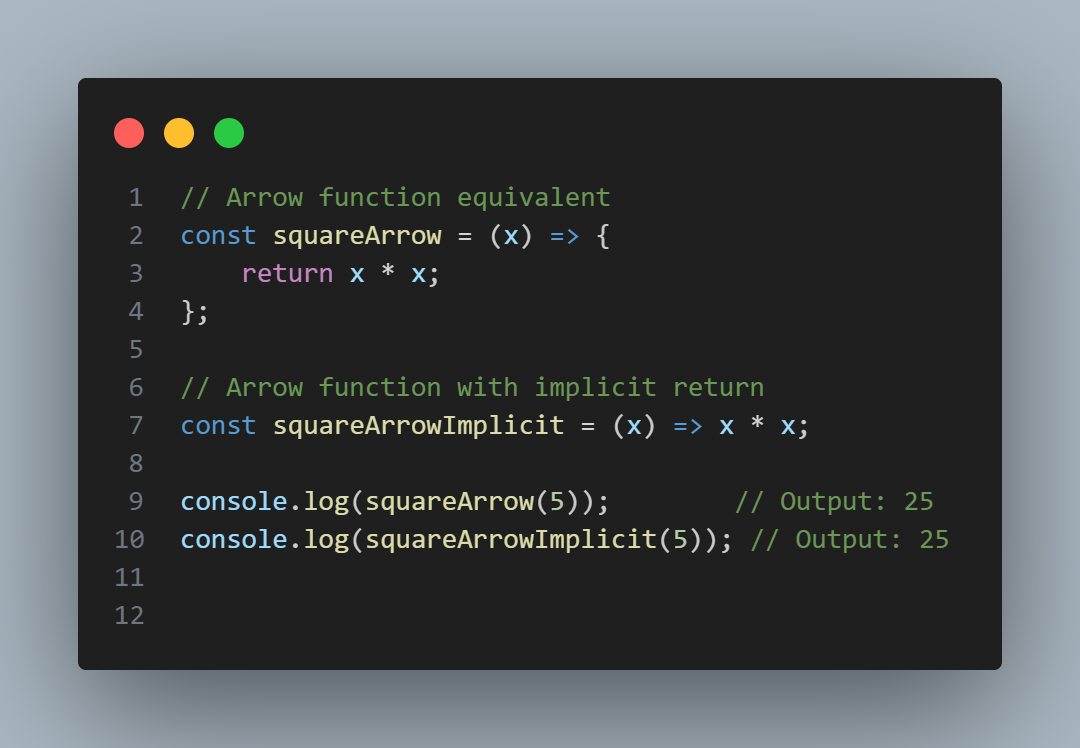 1 // Arrow function equivalent
2 const squareArrow = (x) => {
3     return x * x;
4 };
5
6 // Arrow function with implicit return
7 const squareArrowImplicit = (x) => x * x;
8
9 console.log(squareArrow(5));        // Output: 25
10 console.log(squareArrowImplicit(5)); // Output: 25
11
12